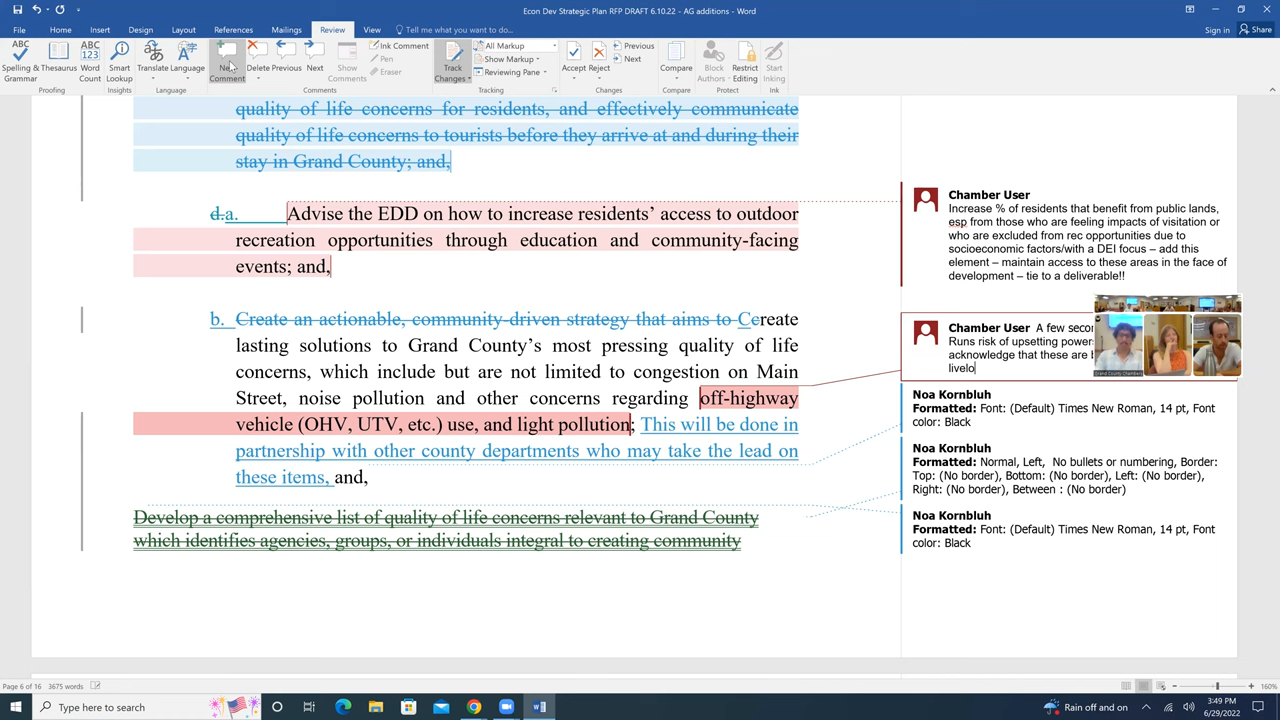 Econ Dev Strategic Plan RFP DRAFT 6.10.22 - AG additions - Word
Sign in
Share
File Home Insert Design Layout References Mailings Review View Tell me what you want to do...
Spelling & Grammar
Thesaurus
Word Count
Smart Lookup
Translate
Language
New Comment
Delete
Previous
Next
Show Comments
Ink Comment
Pen
Eraser
Track Changes
All Markup
Show Markup
Reviewing Pane
Accept
Reject
Previous
Next
Compare
Block Authors
Restrict Editing
Start Inking
Proofing
Insights
Language
Comments
Tracking
Changes
Compare
Protect
Ink
quality of life concerns for residents, and effectively communicate
quality of life concerns to tourists before they arrive at and during their
stay in Grand County; and,
d.a. Advise the EDD on how to increase residents' access to outdoor
recreation opportunities through education and community-facing
events; and,
b. Create an actionable, community-driven strategy that aims to Ccreate
lasting solutions to Grand County's most pressing quality of life
concerns, which include but are not limited to congestion on Main
Street, noise pollution and other concerns regarding off-highway
vehicle (OHV, UTV, etc.) use, and light pollution; This will be done in
partnership with other county departments who may take the lead on
these items, and,
Develop a comprehensive list of quality of life concerns relevant to Grand County
which identifies agencies, groups, or individuals integral to creating community
Chamber User
Increase % of residents that benefit from public lands,
esp from those who are feeling impacts of visitation or
who are excluded from rec opportunities due to
socioeconomic factors/with a DEI focus – add this
element – maintain access to these areas in the face of
development – tie to a deliverable!!
Chamber User A few
Runs risk of upsetting
acknowledge that these are
livelo
Grand County Chambers
Noa Kornbluh
Formatted: Font: (Default) Times New Roman, 14 pt, Font
color: Black
Noa Kornbluh
Formatted: Normal, Left, No bullets or numbering, Border:
Top: (No border), Bottom: (No border), Left: (No border),
Right: (No border), Between : (No border)
Noa Kornbluh
Formatted: Font: (Default) Times New Roman, 14 pt, Font
color: Black
Page 6 of 16 3675 words
160%
Type here to search
Rain off and on
3:49 PM
6/29/2022